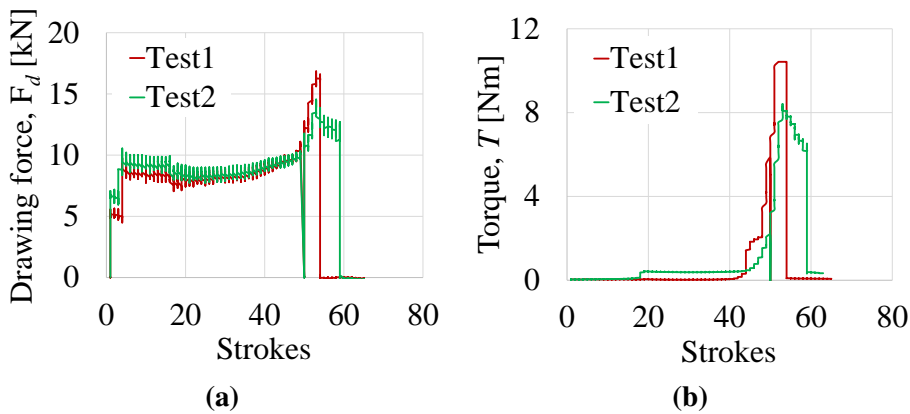 Drawing force, F_d [kN]
20
15
10
5
0
Test1
Test2
0 20 40 60 80
Strokes
(a)
Torque, T [Nm]
12
8
4
0
Test1
Test2
0 20 40 60 80
Strokes
(b)